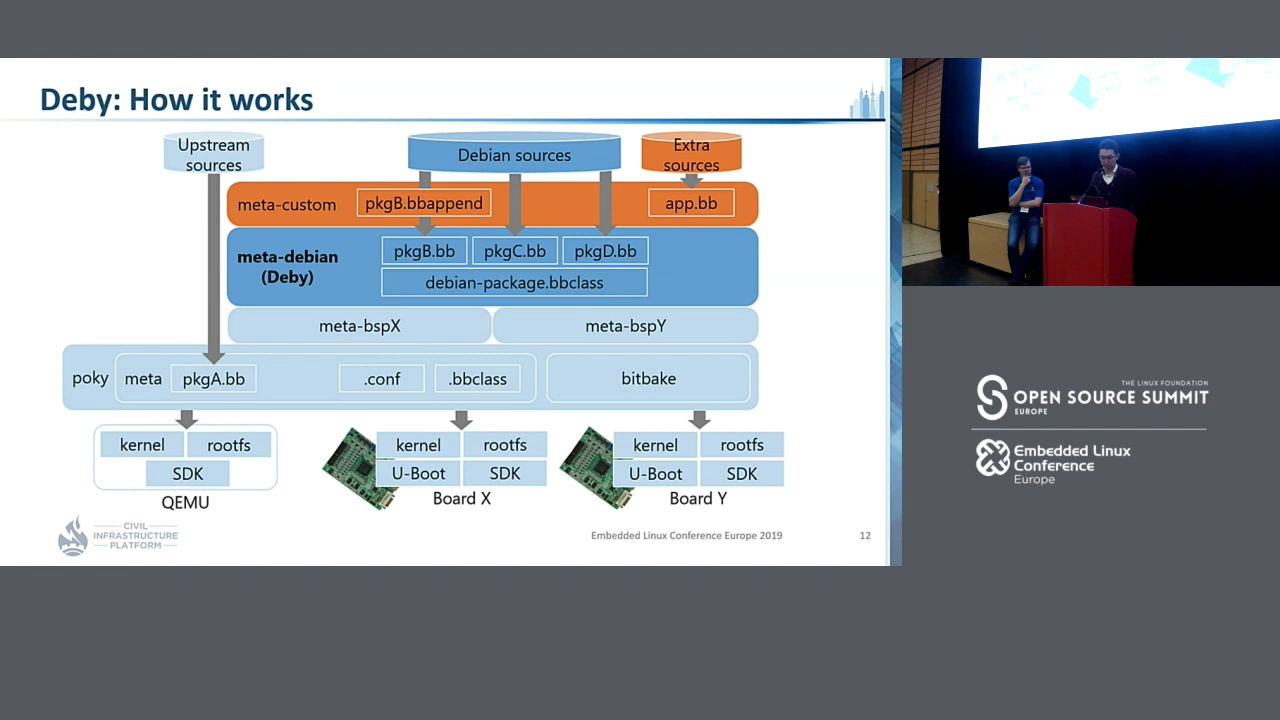 Deby: How it works
Upstream
sources
Debian sources
Extra
sources
meta-custom
pkgB.bbappend
app.bb
meta-debian
(Deby)
pkgB.bb
pkgC.bb
pkgD.bb
debian-package.bbclass
meta-bspX
meta-bspY
poky
meta
pkgA.bb
.conf
.bbclass
bitbake
kernel
rootfs
SDK
QEMU
kernel
rootfs
U-Boot
SDK
Board X
kernel
rootfs
U-Boot
SDK
Board Y
CIVIL
INFRASTRUCTURE
PLATFORM
Embedded Linux Conference Europe 2019
12
THE LINUX FOUNDATION
OPEN SOURCE SUMMIT
EUROPE
Embedded Linux
Conference
Europe